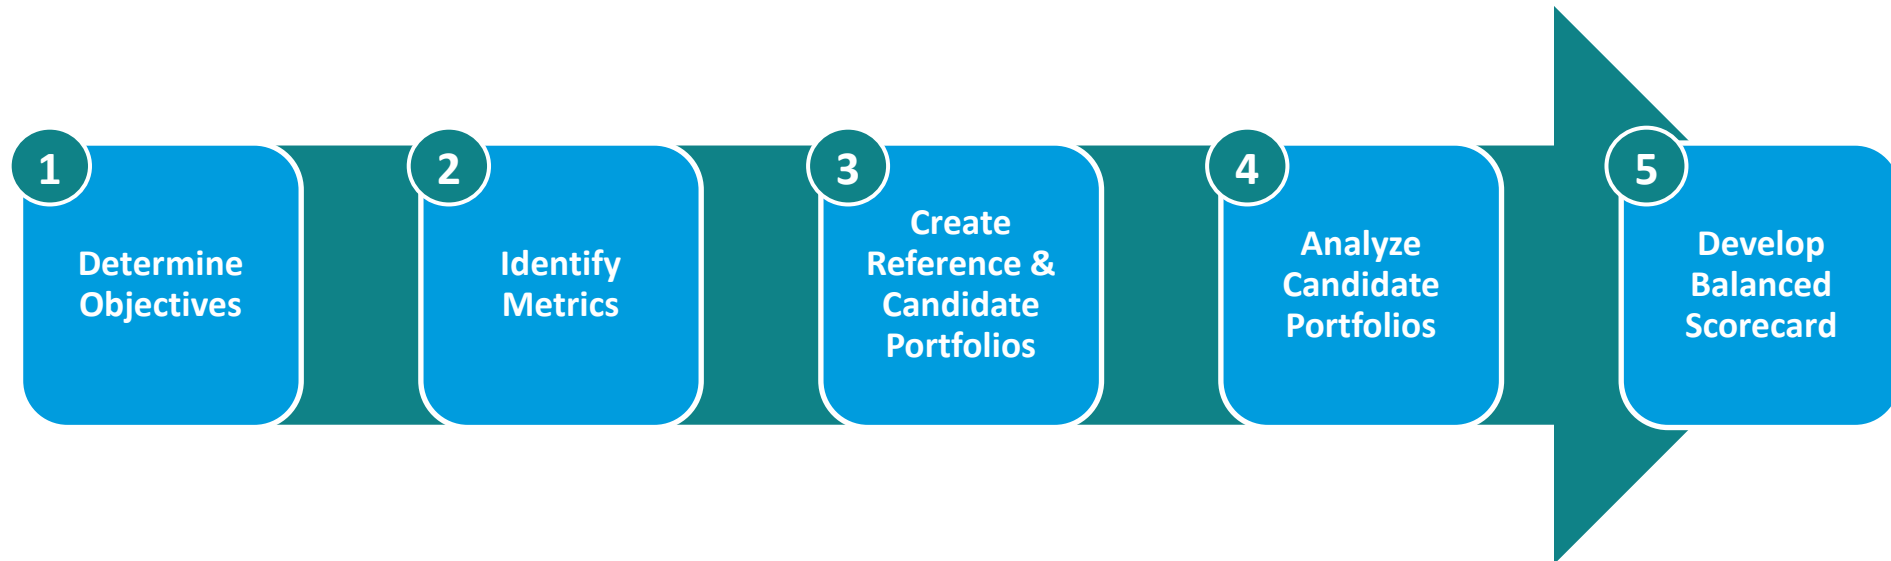 1
Determine
Objectives
2
Identify
Metrics
3
Create
Reference &
Candidate
Portfolios
4
Analyze
Candidate
Portfolios
5
Develop
Balanced
Scorecard